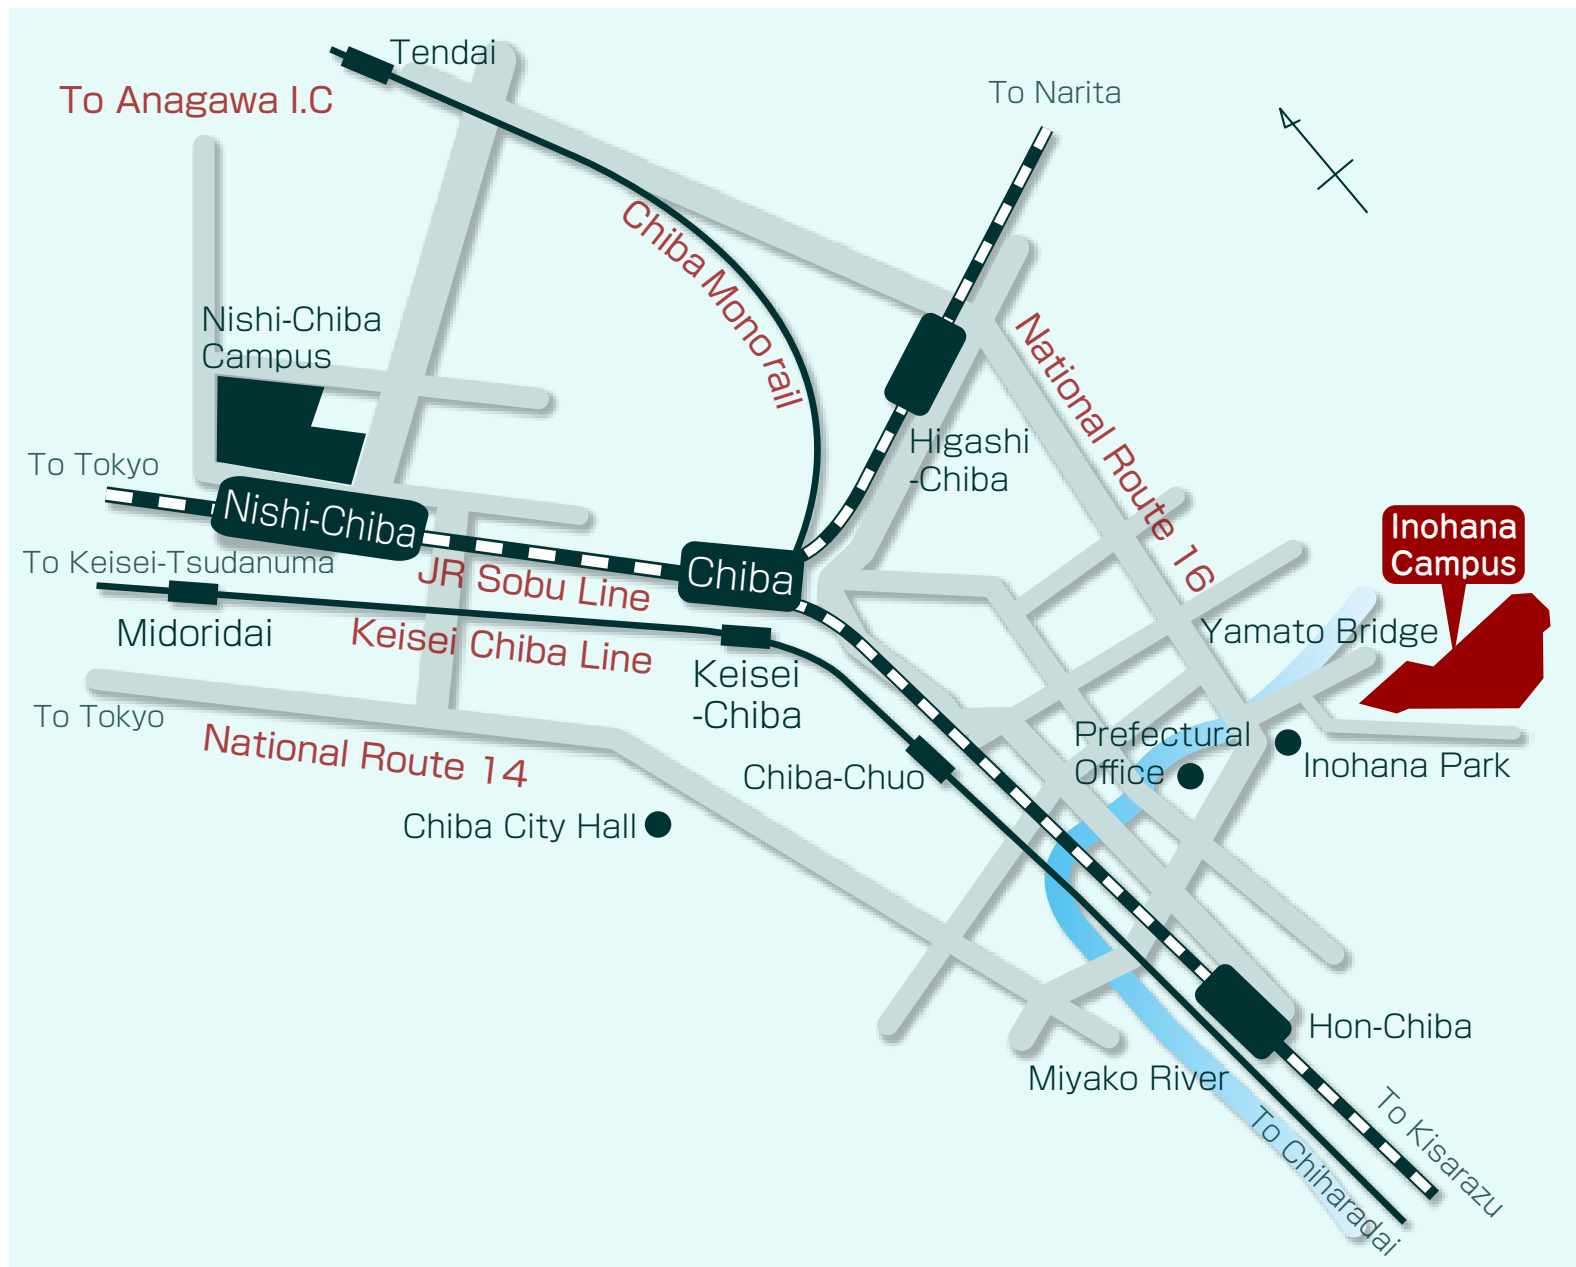 Tendai
To Anagawa I.C
To Narita
Chiba Monorail
Nishi-Chiba
Campus
National Route 16
Higashi
-Chiba
To Tokyo
Nishi-Chiba
Inohana
Campus
To Keisei-Tsudanuma
JR Sobu Line
Chiba
Midoridai
Keisei Chiba Line
Yamato Bridge
Keisei
-Chiba
To Tokyo
National Route 14
Prefectural
Office
Inohana Park
Chiba-Chuo
Chiba City Hall
Hon-Chiba
Miyako River
To Kisarazu
To Chiharadai